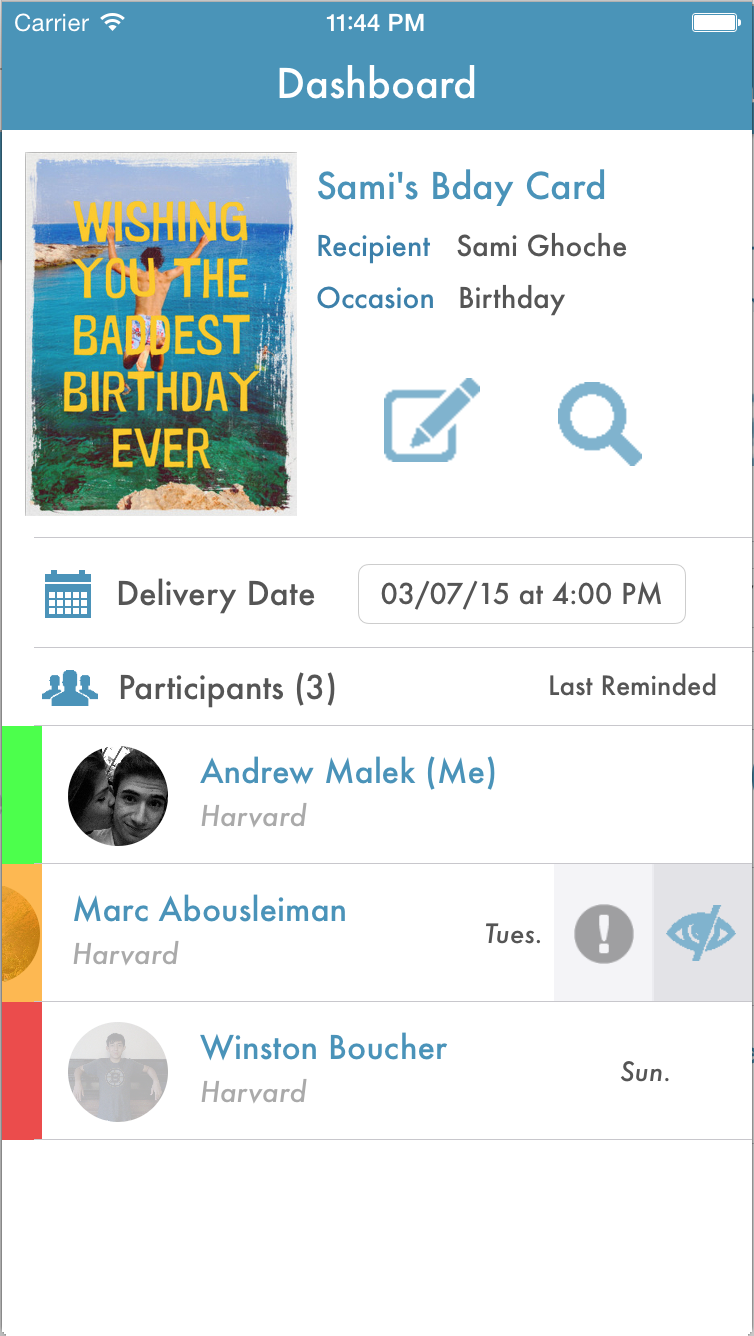 Carrier 11:44 PM
Dashboard
WISHING
YOU THE
BADDEST
BIRTHDAY
EVER
Sami's Bday Card
Recipient Sami Ghoche
Occasion Birthday
Delivery Date 03/07/15 at 4:00 PM
Participants (3) Last Reminded
Andrew Malek (Me)
Harvard
Marc Abousleiman
Harvard
Tues.
Winston Boucher
Harvard
Sun.